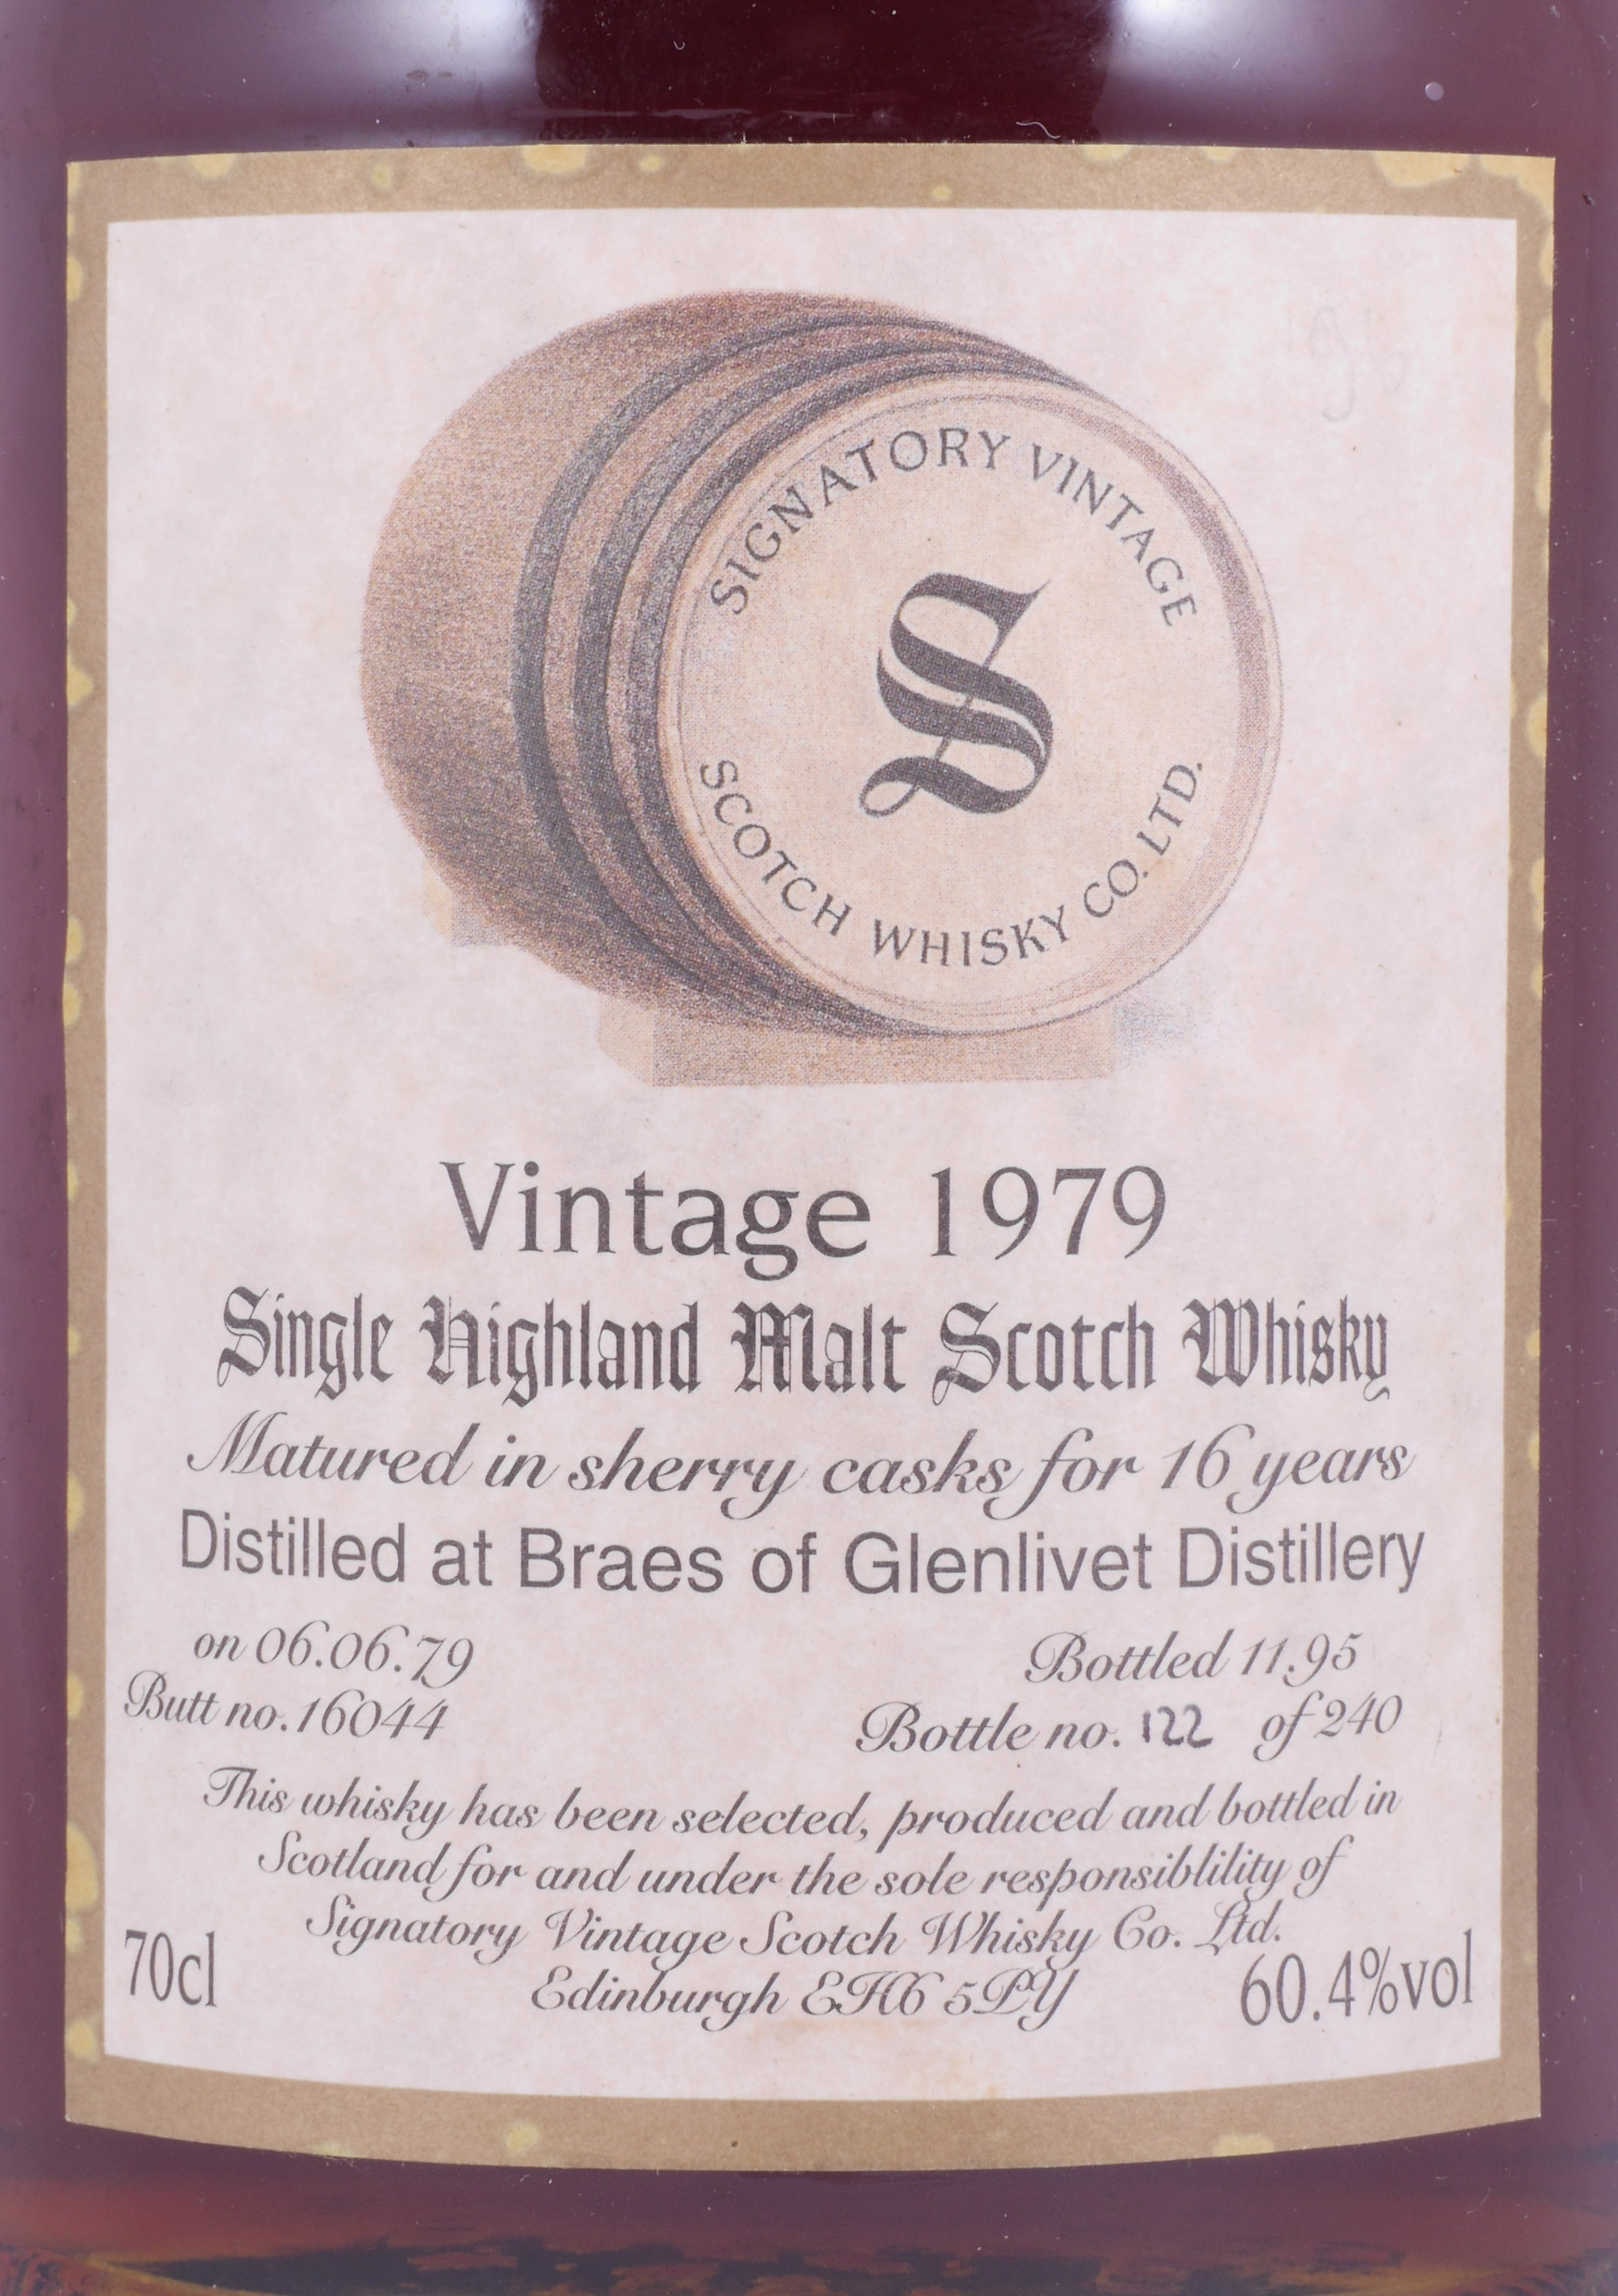 SIGNATORY VINTAGE
S
SCOTCH WHISKY CO. LTD.
Vintage 1979
Single Highland Malt Scotch Whisky
Matured in sherry casks for 16 years
Distilled at Braes of Glenlivet Distillery
on 06.06.79
Bottled 11.95
Butt no. 16044
Bottle no. 122 of 240
This whisky has been selected, produced and bottled in
Scotland for and under the sole responsiblility of
Signatory Vintage Scotch Whisky Co. Ltd.
Edinburgh EH6 5PY
70cl
60.4%vol